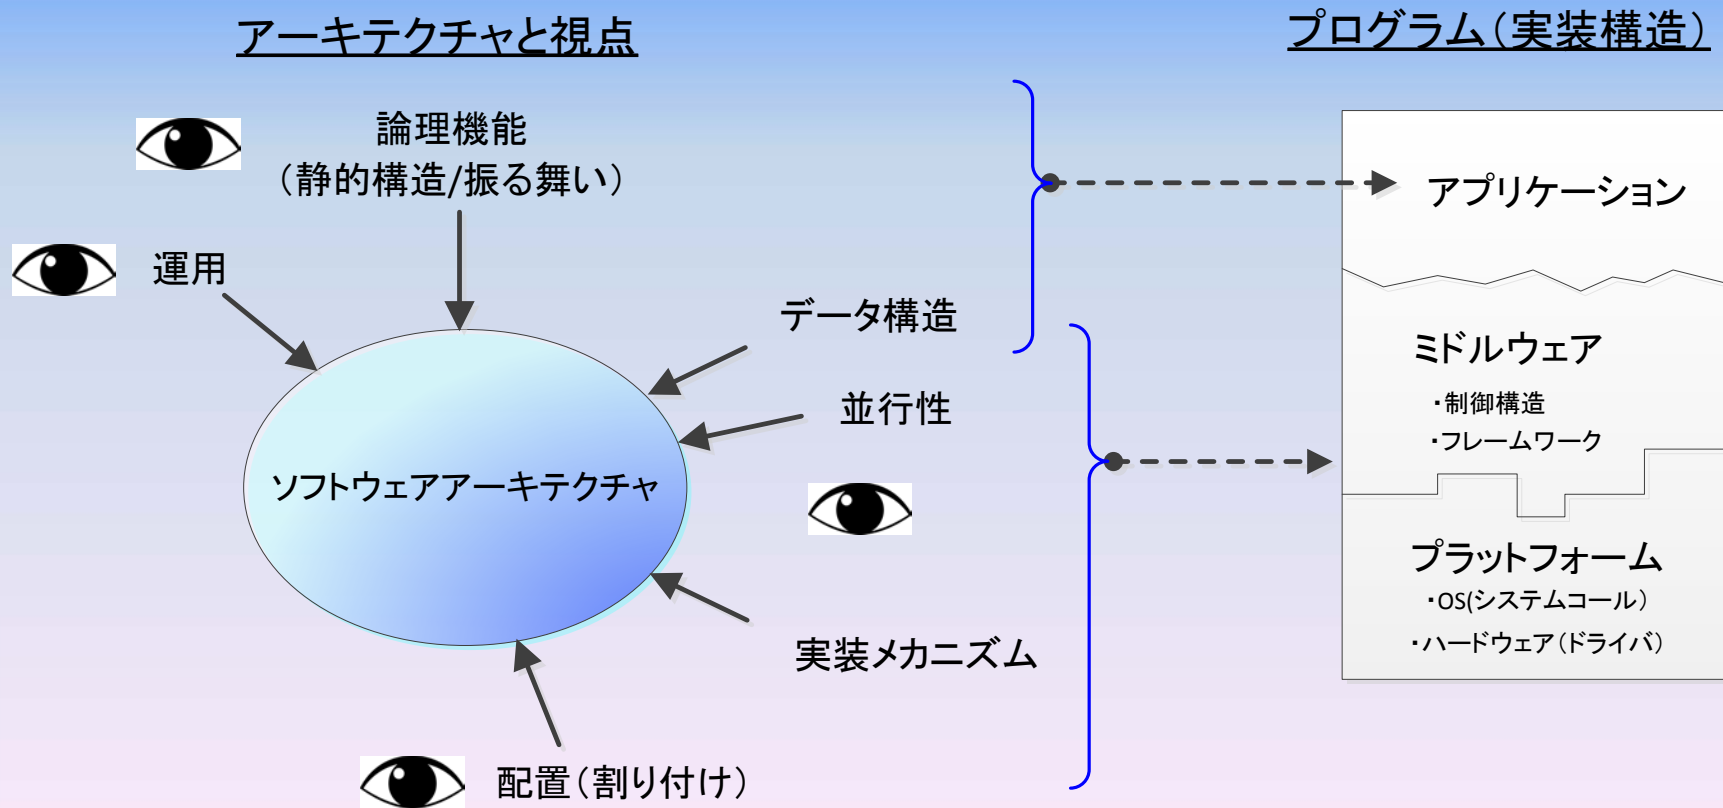 アーキテクチャと視点
プログラム（実装構造）
論理機能
（静的構造/振る舞い）
運用
データ構造
並行性
ソフトウェアアーキテクチャ
実装メカニズム
配置（割り付け）
アプリケーション
ミドルウェア
・制御構造
・フレームワーク
プラットフォーム
・OS(システムコール）
・ハードウェア（ドライバ）